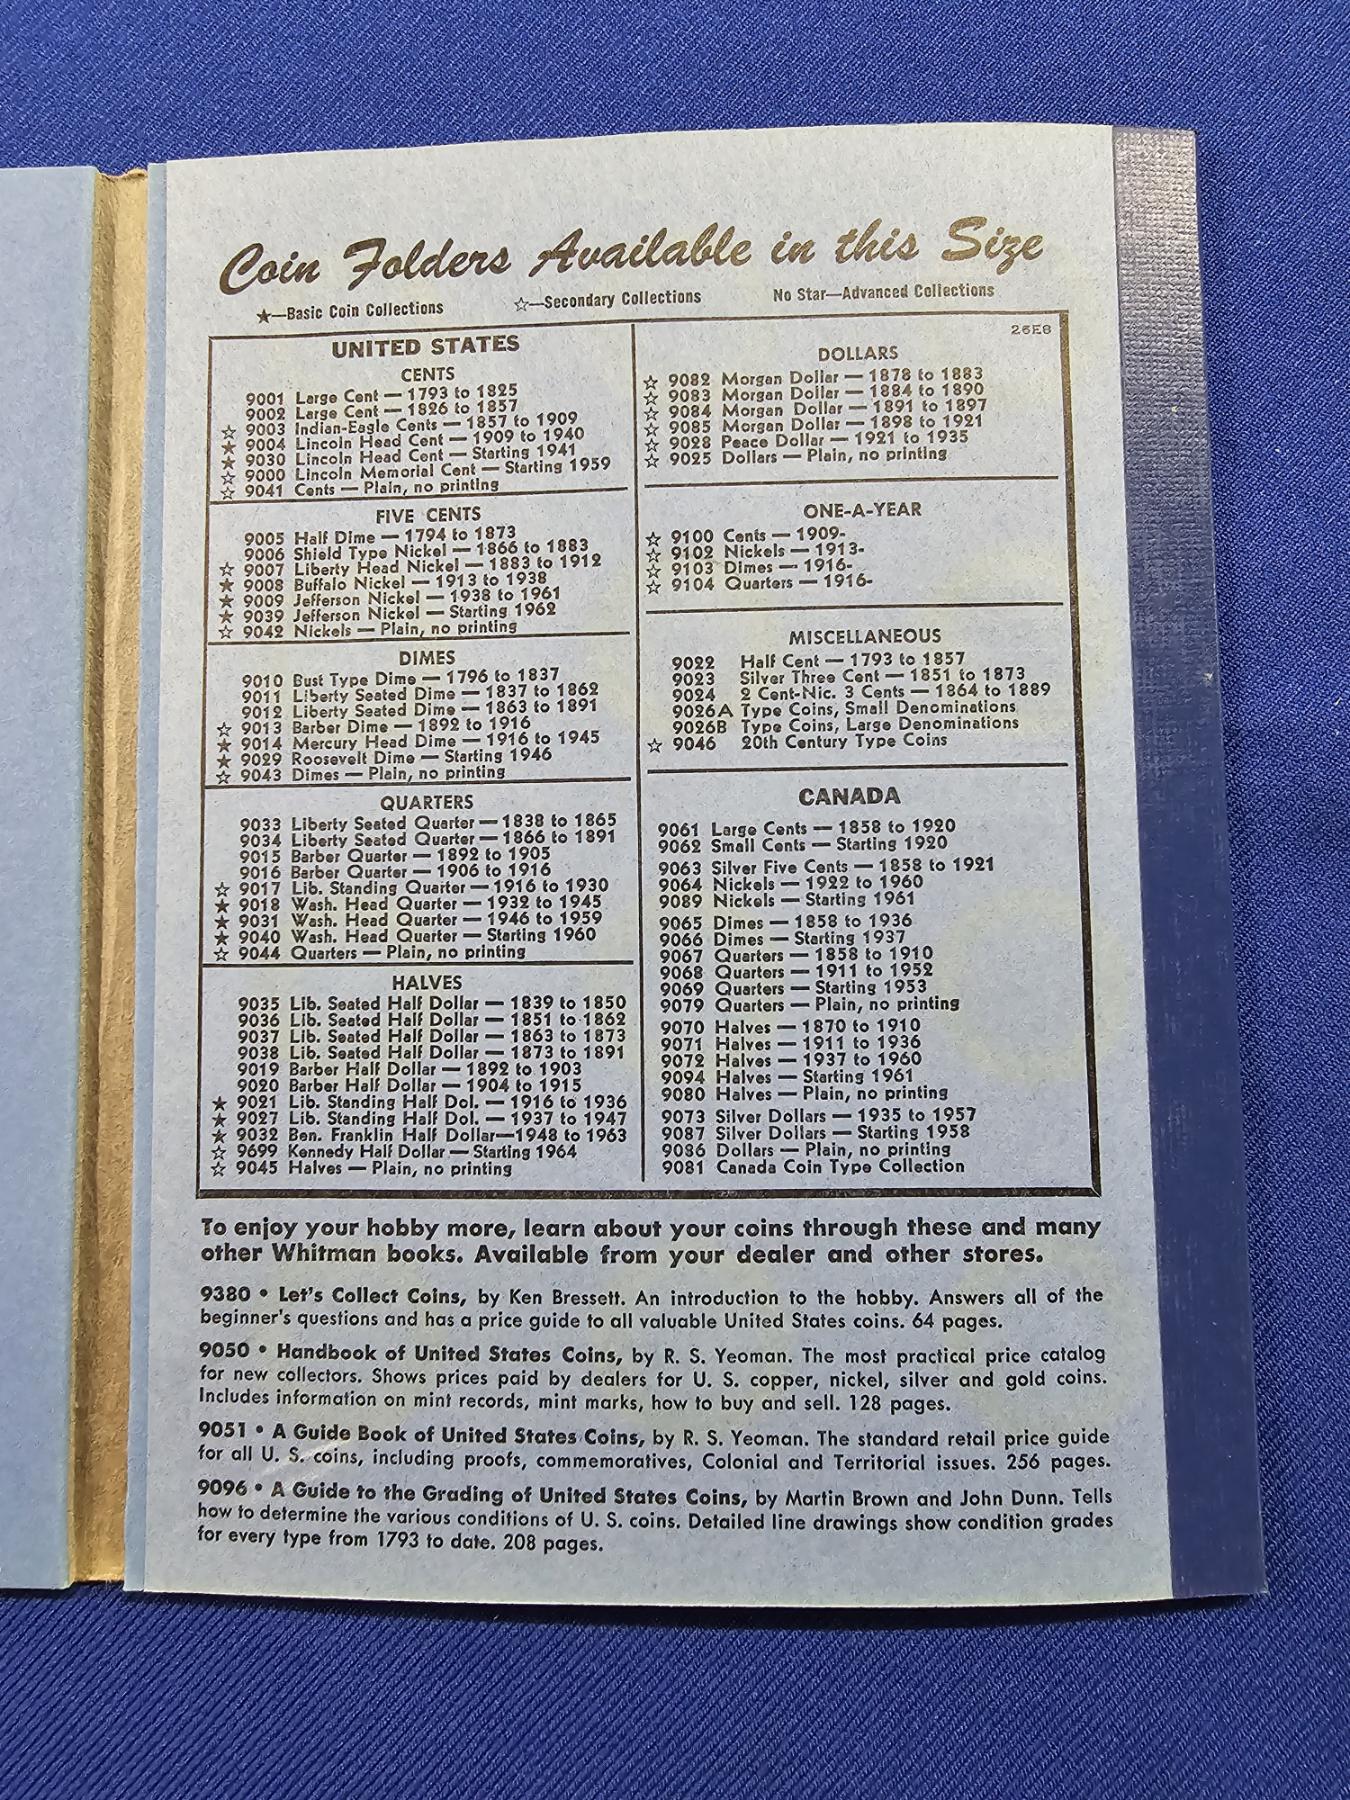 Coin Folders Available in this Size
★—Basic Coin Collections ☆—Secondary Collections No Star—Advanced Collections
UNITED STATES
CENTS
9001 Large Cent — 1793 to 1825
9002 Large Cent — 1826 to 1857
☆ 9003 Indian-Eagle Cents — 1857 to 1909
★ 9004 Lincoln Head Cent — 1909 to 1940
★ 9030 Lincoln Head Cent — Starting 1941
☆ 9000 Lincoln Memorial Cent — Starting 1959
☆ 9041 Cents — Plain, no printing
FIVE CENTS
9005 Half Dime — 1794 to 1873
9006 Shield Type Nickel — 1866 to 1883
☆ 9007 Liberty Head Nickel — 1883 to 1912
★ 9008 Buffalo Nickel — 1913 to 1938
★ 9009 Jefferson Nickel — 1938 to 1961
★ 9039 Jefferson Nickel — Starting 1962
☆ 9042 Nickels — Plain, no printing
DIMES
9010 Bust Type Dime — 1796 to 1837
9011 Liberty Seated Dime — 1837 to 1862
9012 Liberty Seated Dime — 1863 to 1891
☆ 9013 Barber Dime — 1892 to 1916
★ 9014 Mercury Head Dime — 1916 to 1945
★ 9029 Roosevelt Dime — Starting 1946
☆ 9043 Dimes — Plain, no printing
QUARTERS
9033 Liberty Seated Quarter — 1838 to 1865
9034 Liberty Seated Quarter — 1866 to 1891
9015 Barber Quarter — 1892 to 1905
9016 Barber Quarter — 1906 to 1916
☆ 9017 Lib. Standing Quarter — 1916 to 1930
★ 9018 Wash. Head Quarter — 1932 to 1945
★ 9031 Wash. Head Quarter — 1946 to 1959
★ 9040 Wash. Head Quarter — Starting 1960
☆ 9044 Quarters — Plain, no printing
HALVES
9035 Lib. Seated Half Dollar — 1839 to 1850
9036 Lib. Seated Half Dollar — 1851 to 1862
9037 Lib. Seated Half Dollar — 1863 to 1873
9038 Lib. Seated Half Dollar — 1873 to 1891
9019 Barber Half Dollar — 1892 to 1903
9020 Barber Half Dollar — 1904 to 1915
★ 9021 Lib. Standing Half Dol. — 1916 to 1936
★ 9027 Lib. Standing Half Dol. — 1937 to 1947
★ 9032 Ben. Franklin Half Dollar—1948 to 1963
☆ 9699 Kennedy Half Dollar — Starting 1964
☆ 9045 Halves — Plain, no printing
26E8
DOLLARS
☆ 9082 Morgan Dollar — 1878 to 1883
☆ 9083 Morgan Dollar — 1884 to 1890
☆ 9084 Morgan Dollar — 1891 to 1897
☆ 9085 Morgan Dollar — 1898 to 1921
☆ 9028 Peace Dollar — 1921 to 1935
☆ 9025 Dollars — Plain, no printing
ONE-A-YEAR
☆ 9100 Cents — 1909-
☆ 9102 Nickels — 1913-
☆ 9103 Dimes — 1916-
☆ 9104 Quarters — 1916-
MISCELLANEOUS
9022 Half Cent — 1793 to 1857
9023 Silver Three Cent — 1851 to 1873
9024 2 Cent-Nic. 3 Cents — 1864 to 1889
9026A Type Coins, Small Denominations
9026B Type Coins, Large Denominations
☆ 9046 20th Century Type Coins
CANADA
9061 Large Cents — 1858 to 1920
9062 Small Cents — Starting 1920
9063 Silver Five Cents — 1858 to 1921
9064 Nickels — 1922 to 1960
9089 Nickels — Starting 1961
9065 Dimes — 1858 to 1936
9066 Dimes — Starting 1937
9067 Quarters — 1858 to 1910
9068 Quarters — 1911 to 1952
9069 Quarters — Starting 1953
9079 Quarters — Plain, no printing
9070 Halves — 1870 to 1910
9071 Halves — 1911 to 1936
9072 Halves — 1937 to 1960
9094 Halves — Starting 1961
9080 Halves — Plain, no printing
9073 Silver Dollars — 1935 to 1957
9087 Silver Dollars — Starting 1958
9086 Dollars — Plain, no printing
9081 Canada Coin Type Collection
To enjoy your hobby more, learn about your coins through these and many
other Whitman books. Available from your dealer and other stores.
9380 • Let's Collect Coins, by Ken Bressett. An introduction to the hobby. Answers all of the
beginner's questions and has a price guide to all valuable United States coins. 64 pages.
9050 • Handbook of United States Coins, by R. S. Yeoman. The most practical price catalog
for new collectors. Shows prices paid by dealers for U. S. copper, nickel, silver and gold coins.
Includes information on mint records, mint marks, how to buy and sell. 128 pages.
9051 • A Guide Book of United States Coins, by R. S. Yeoman. The standard retail price guide
for all U. S. coins, including proofs, commemoratives, Colonial and Territorial issues. 256 pages.
9096 • A Guide to the Grading of United States Coins, by Martin Brown and John Dunn. Tells
how to determine the various conditions of U. S. coins. Detailed line drawings show condition grades
for every type from 1793 to date. 208 pages.